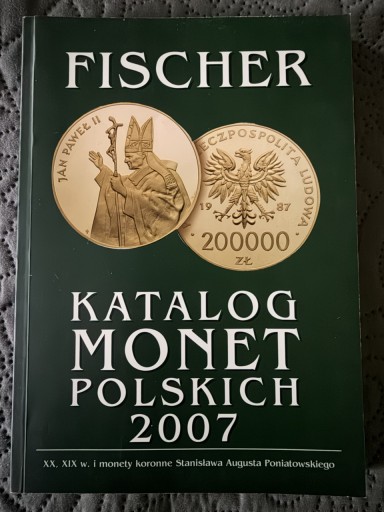 FISCHER
JAN PAWEŁ II
RZECZPOSPOLITA LUDOWA
19 87
200000
ZŁ
KATALOG
MONET
POLSKICH
2007
XX, XIX w. i monety koronne Stanisława Augusta Poniatowskiego